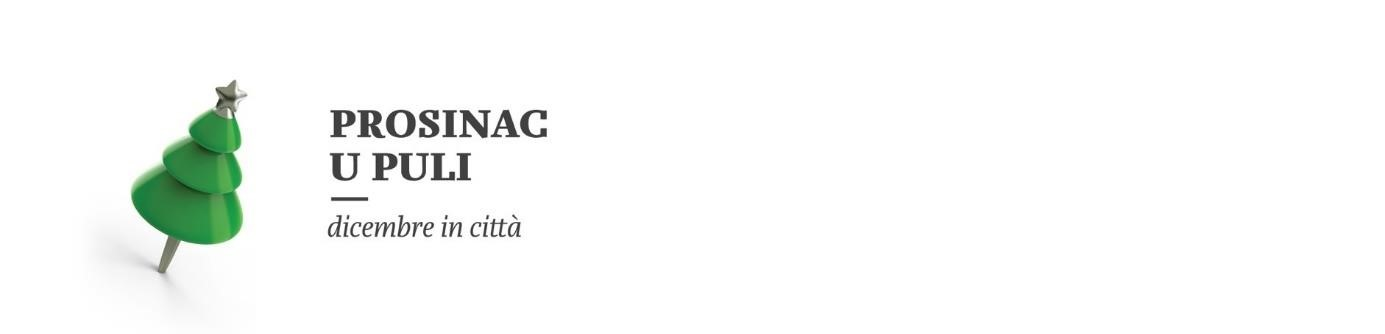 PROSINAC
U PULI
dicembre in città